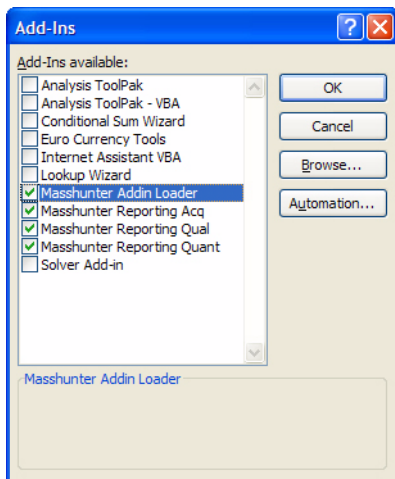 Add-Ins
Add-Ins available:
Analysis ToolPak
Analysis ToolPak - VBA
Conditional Sum Wizard
Euro Currency Tools
Internet Assistant VBA
Lookup Wizard
Masshunter Addin Loader
Masshunter Reporting Acq
Masshunter Reporting Qual
Masshunter Reporting Quant
Solver Add-in
OK
Cancel
Browse...
Automation...
Masshunter Addin Loader